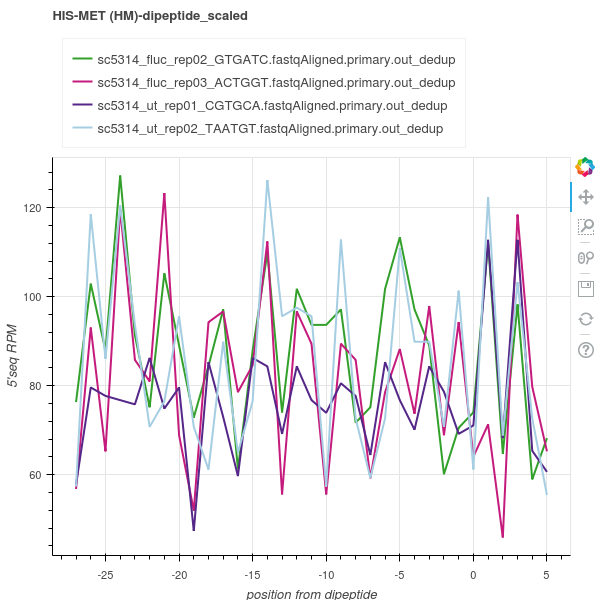 HIS-MET (HM)-dipeptide_scaled
sc5314_fluc_rep02_GTGATC.fastqAligned.primary.out_dedup
sc5314_fluc_rep03_ACTGGT.fastqAligned.primary.out_dedup
sc5314_ut_rep01_CGTGCA.fastqAligned.primary.out_dedup
sc5314_ut_rep02_TAATGT.fastqAligned.primary.out_dedup
120
100
80
60
5'seq RPM
-25 -20 -15 -10 -5 0 5
position from dipeptide